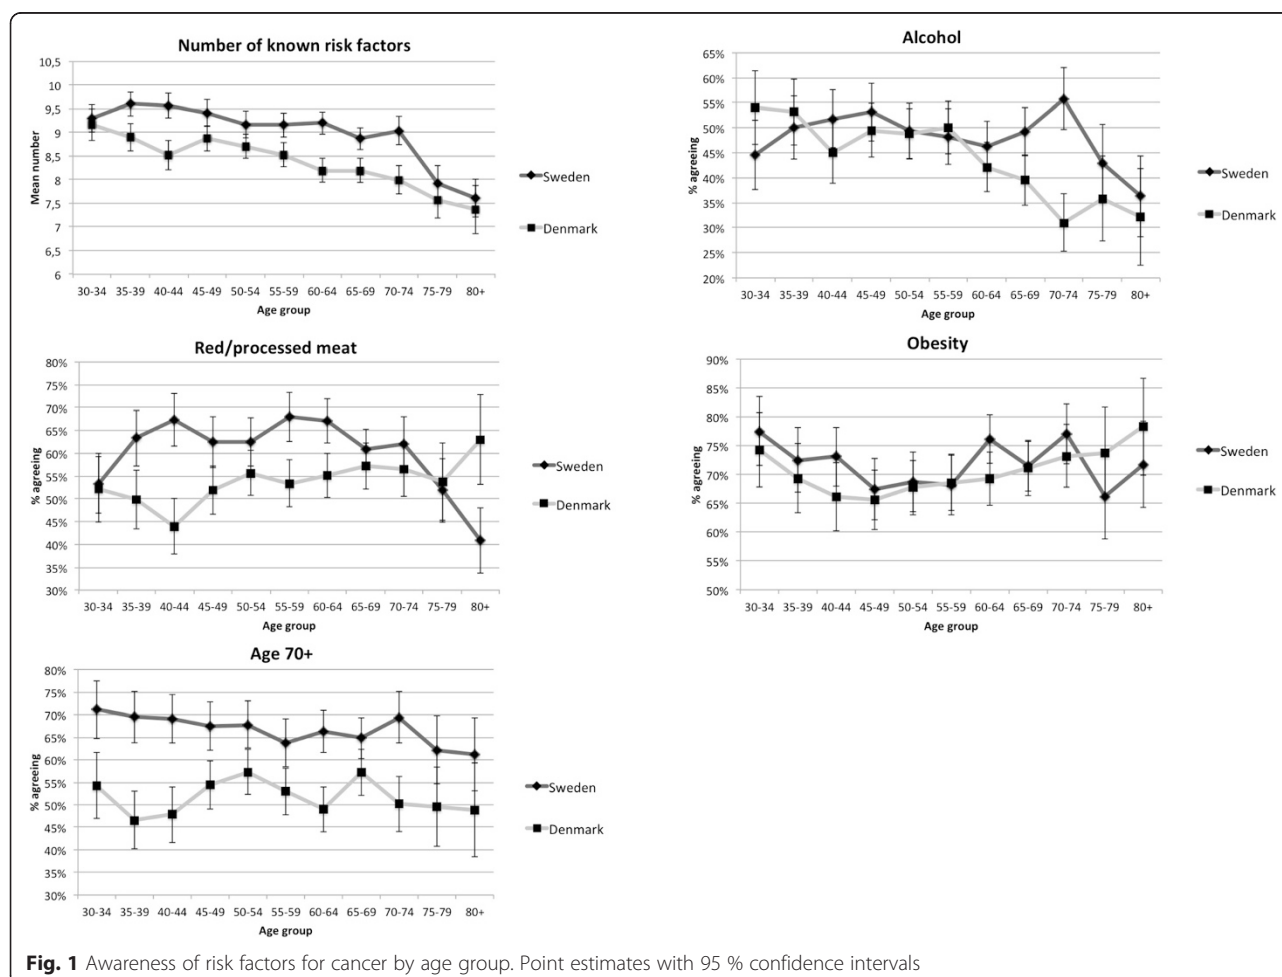 Number of known risk factors
10,5
10
9,5
9
8,5
8
7,5
7
6,5
6
Mean number
30-34 35-39 40-44 45-49 50-54 55-59 60-64 65-69 70-74 75-79 80+
Age group
Sweden
Denmark
Alcohol
65%
60%
55%
50%
45%
40%
35%
30%
25%
20%
% agreeing
30-34 35-39 40-44 45-49 50-54 55-59 60-64 65-69 70-74 75-79 80+
Age group
Sweden
Denmark
Red/processed meat
80%
75%
70%
65%
60%
55%
50%
45%
40%
35%
30%
% agreeing
30-34 35-39 40-44 45-49 50-54 55-59 60-64 65-69 70-74 75-79 80+
Age group
Sweden
Denmark
Obesity
90%
85%
80%
75%
70%
65%
60%
55%
50%
% agreeing
30-34 35-39 40-44 45-49 50-54 55-59 60-64 65-69 70-74 75-79 80+
Age group
Sweden
Denmark
Age 70+
80%
75%
70%
65%
60%
55%
50%
45%
40%
35%
30%
% agreeing
30-34 35-39 40-44 45-49 50-54 55-59 60-64 65-69 70-74 75-79 80+
Age group
Sweden
Denmark
Fig. 1 Awareness of risk factors for cancer by age group. Point estimates with 95 % confidence intervals